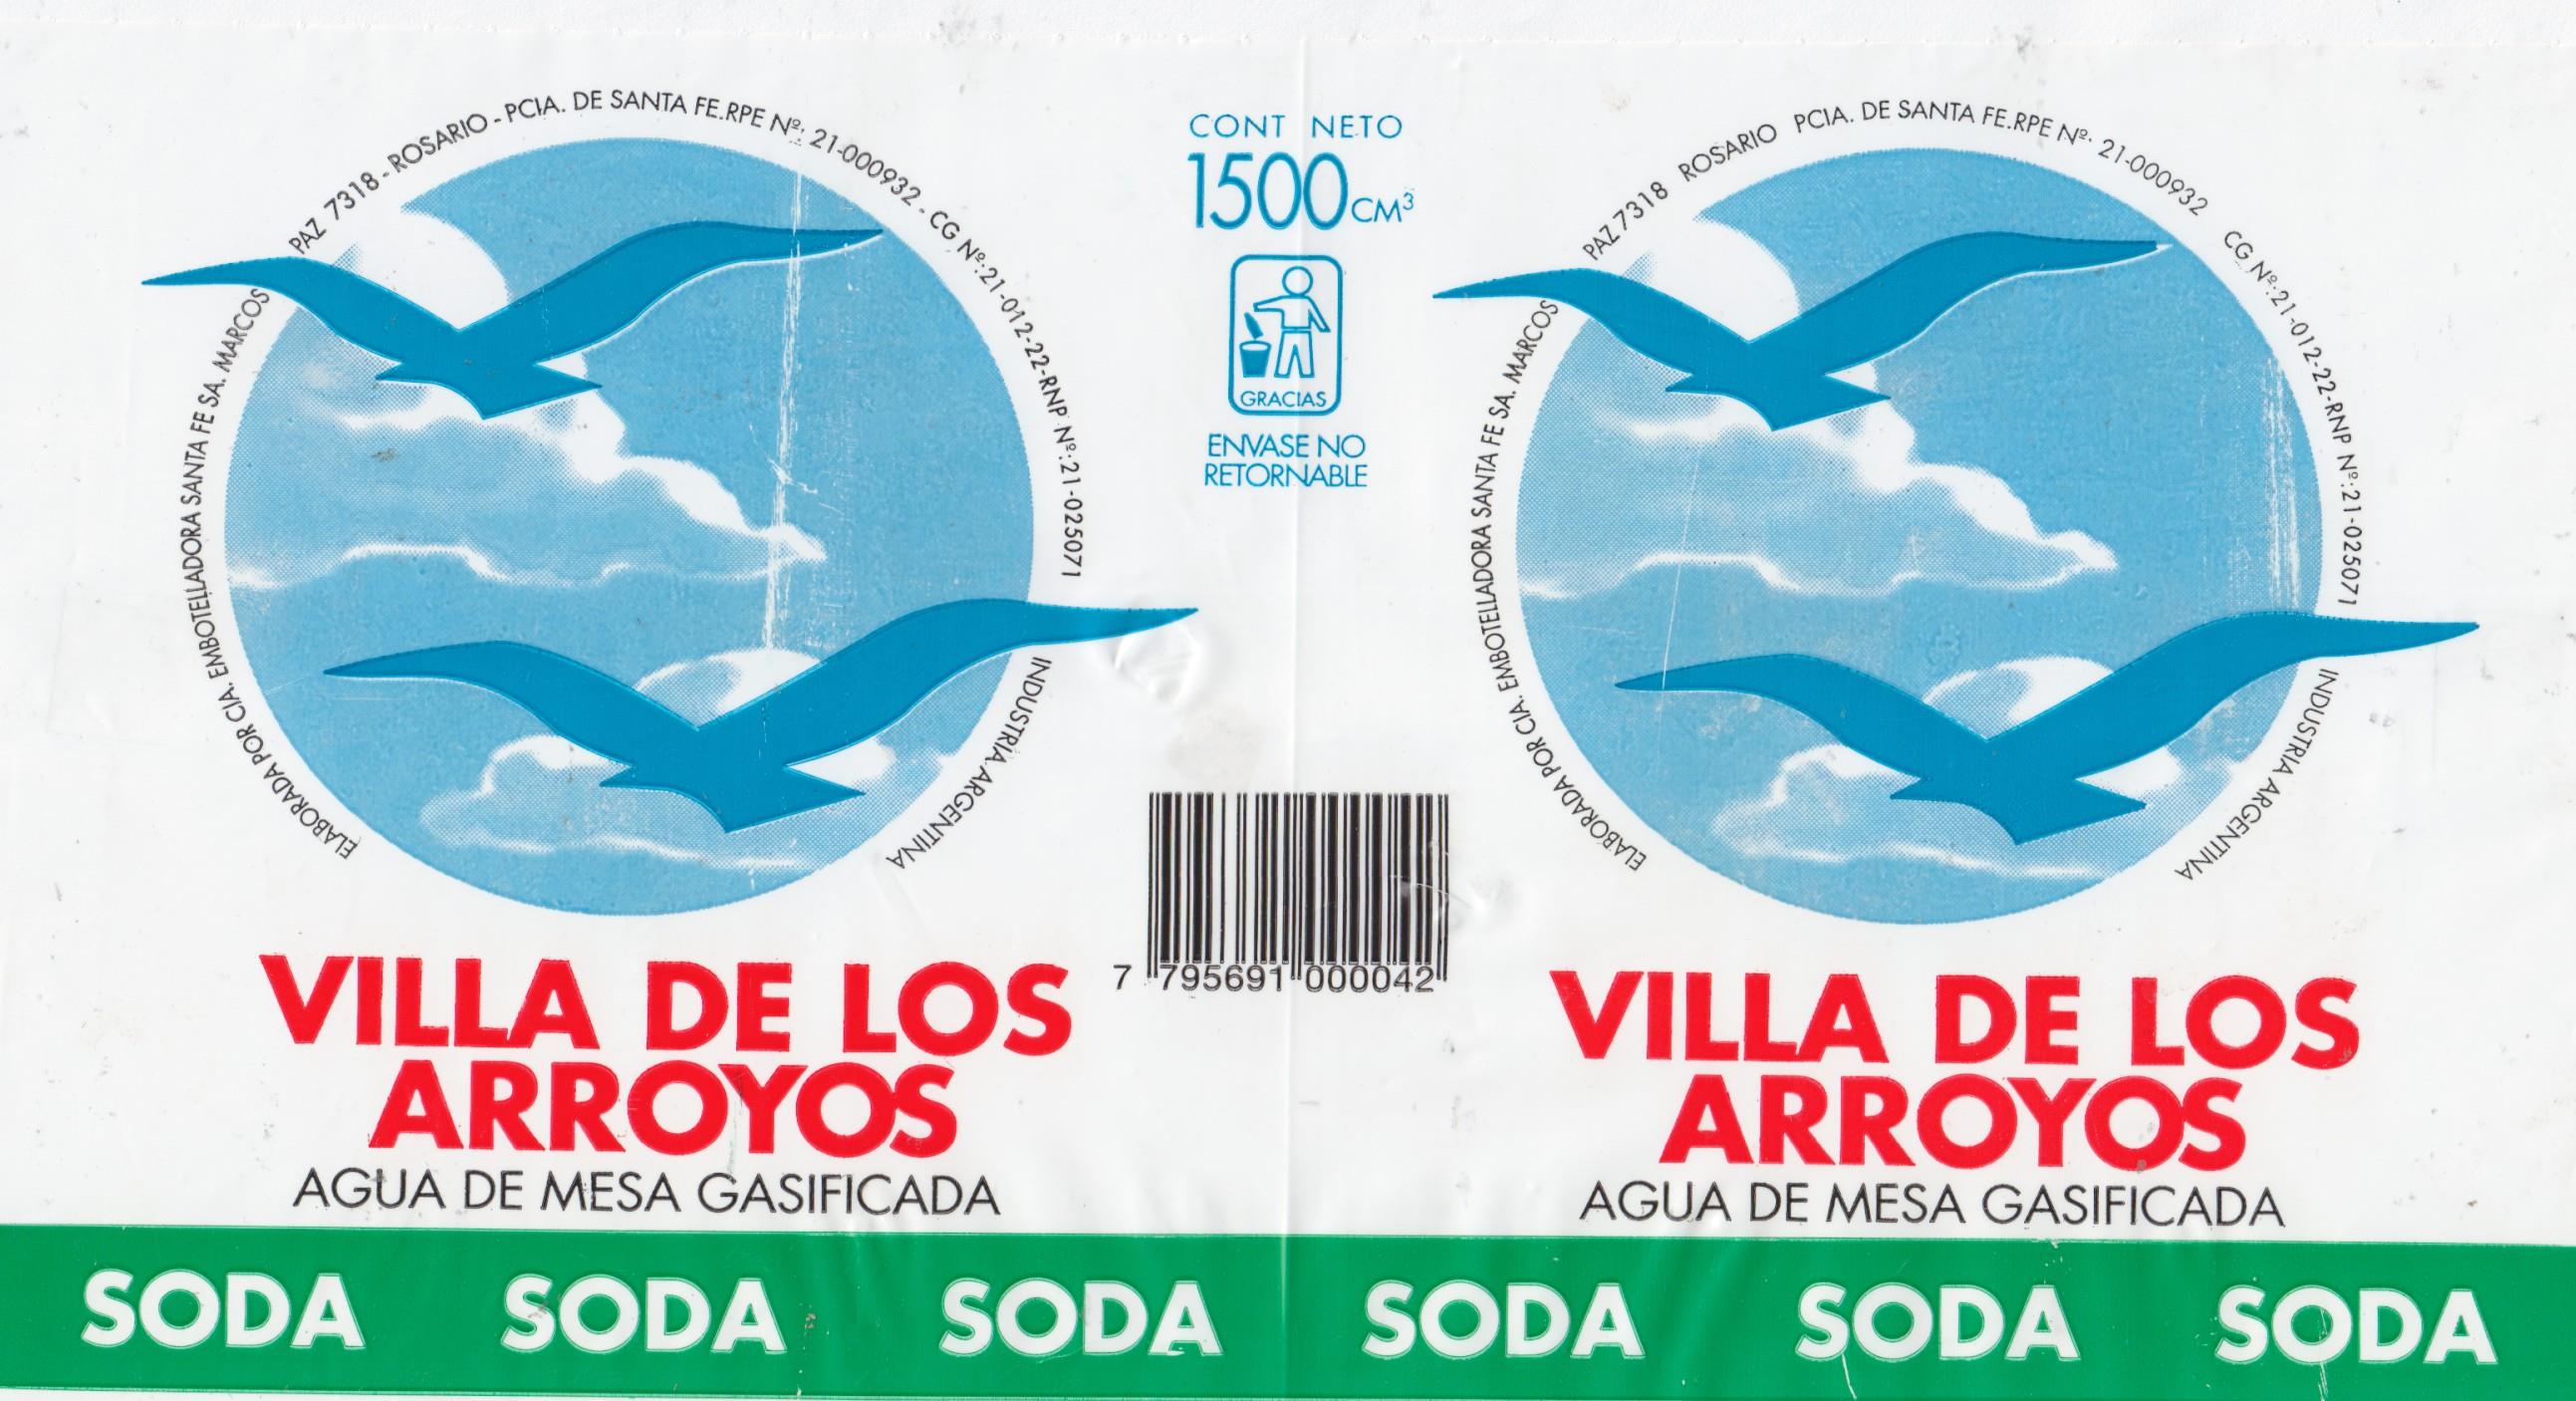 ELABORADA POR CIA. EMBOTELLADORA SANTA FE SA. MARCOS PAZ 7318 - ROSARIO - PCIA. DE SANTA FE.RPE Nº: 21-000932 - CG Nº:21-012-22-RNP Nº:21-025071
INDUSTRIA ARGENTINA
VILLA DE LOS
ARROYOS
AGUA DE MESA GASIFICADA
CONT NETO
1500 CM³
GRACIAS
ENVASE NO
RETORNABLE
7 795691 000042
ELABORADA POR CIA. EMBOTELLADORA SANTA FE SA. MARCOS PAZ 7318 ROSARIO PCIA. DE SANTA FE.RPE Nº: 21-000932 CG Nº:21-012-22-RNP Nº:21-025071
INDUSTRIA ARGENTINA
VILLA DE LOS
ARROYOS
AGUA DE MESA GASIFICADA
SODA SODA SODA SODA SODA SODA